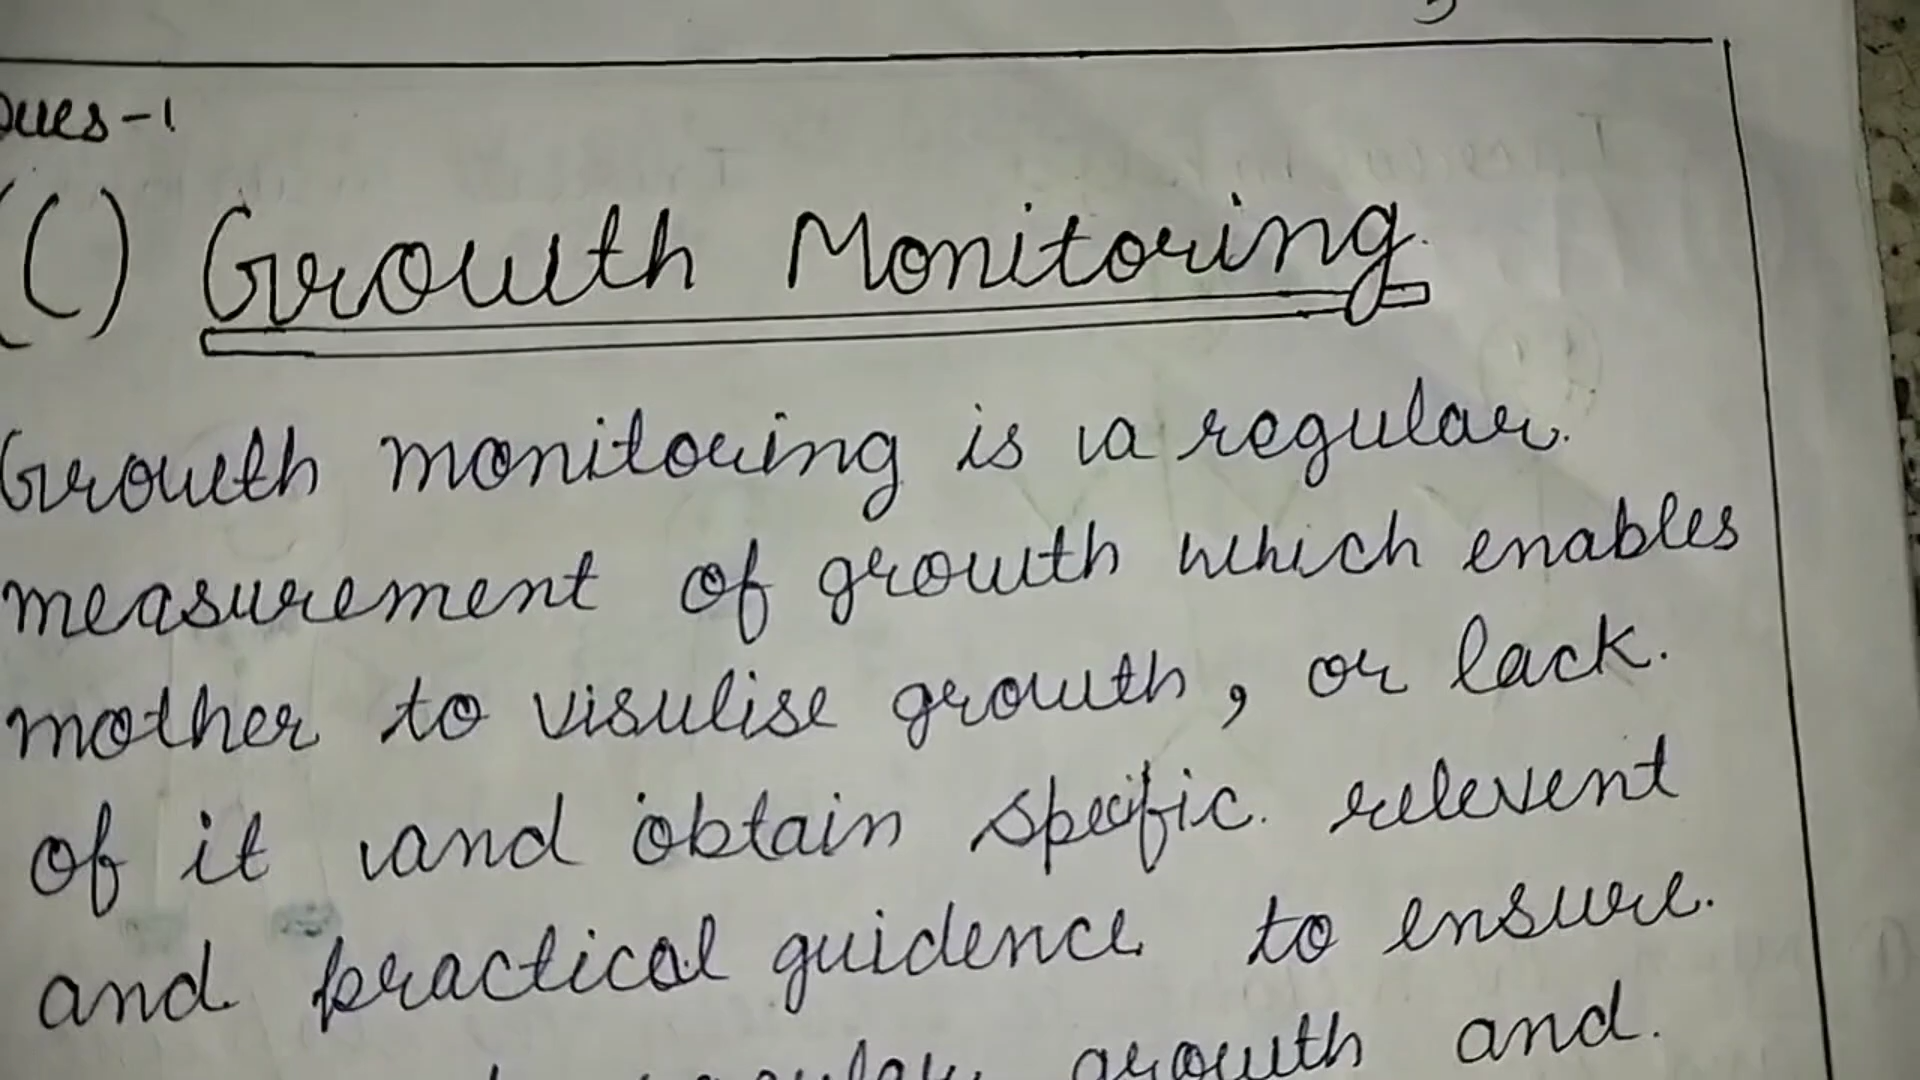 Ques-1
(C) Growth Monitoring.
Growth monitoring is a regular.
measurement of growth which enables
mother to visulise growth, or lack.
of it and obtain specific. relevent
and practical guidence to ensure.
growth and.